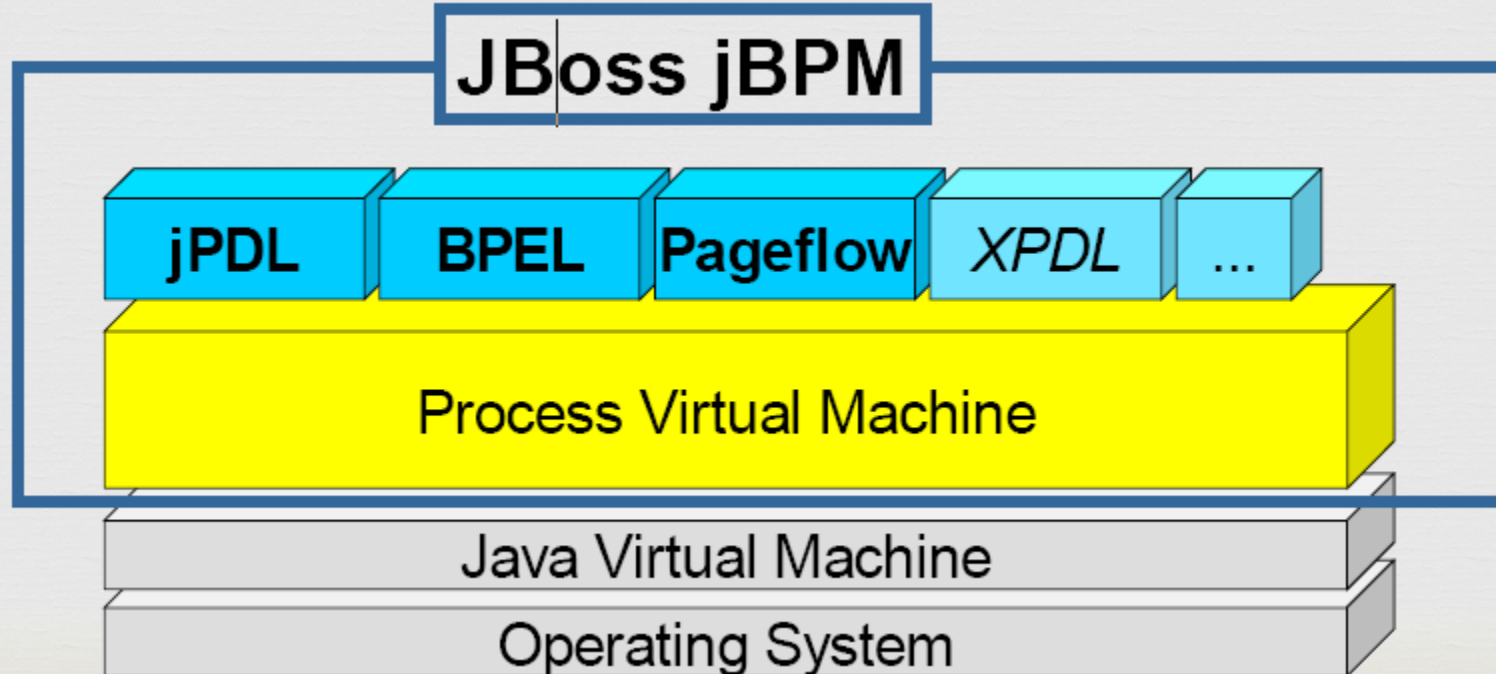 JBoss jBPM
jPDL BPEL Pageflow XPDL ...
Process Virtual Machine
Java Virtual Machine
Operating System